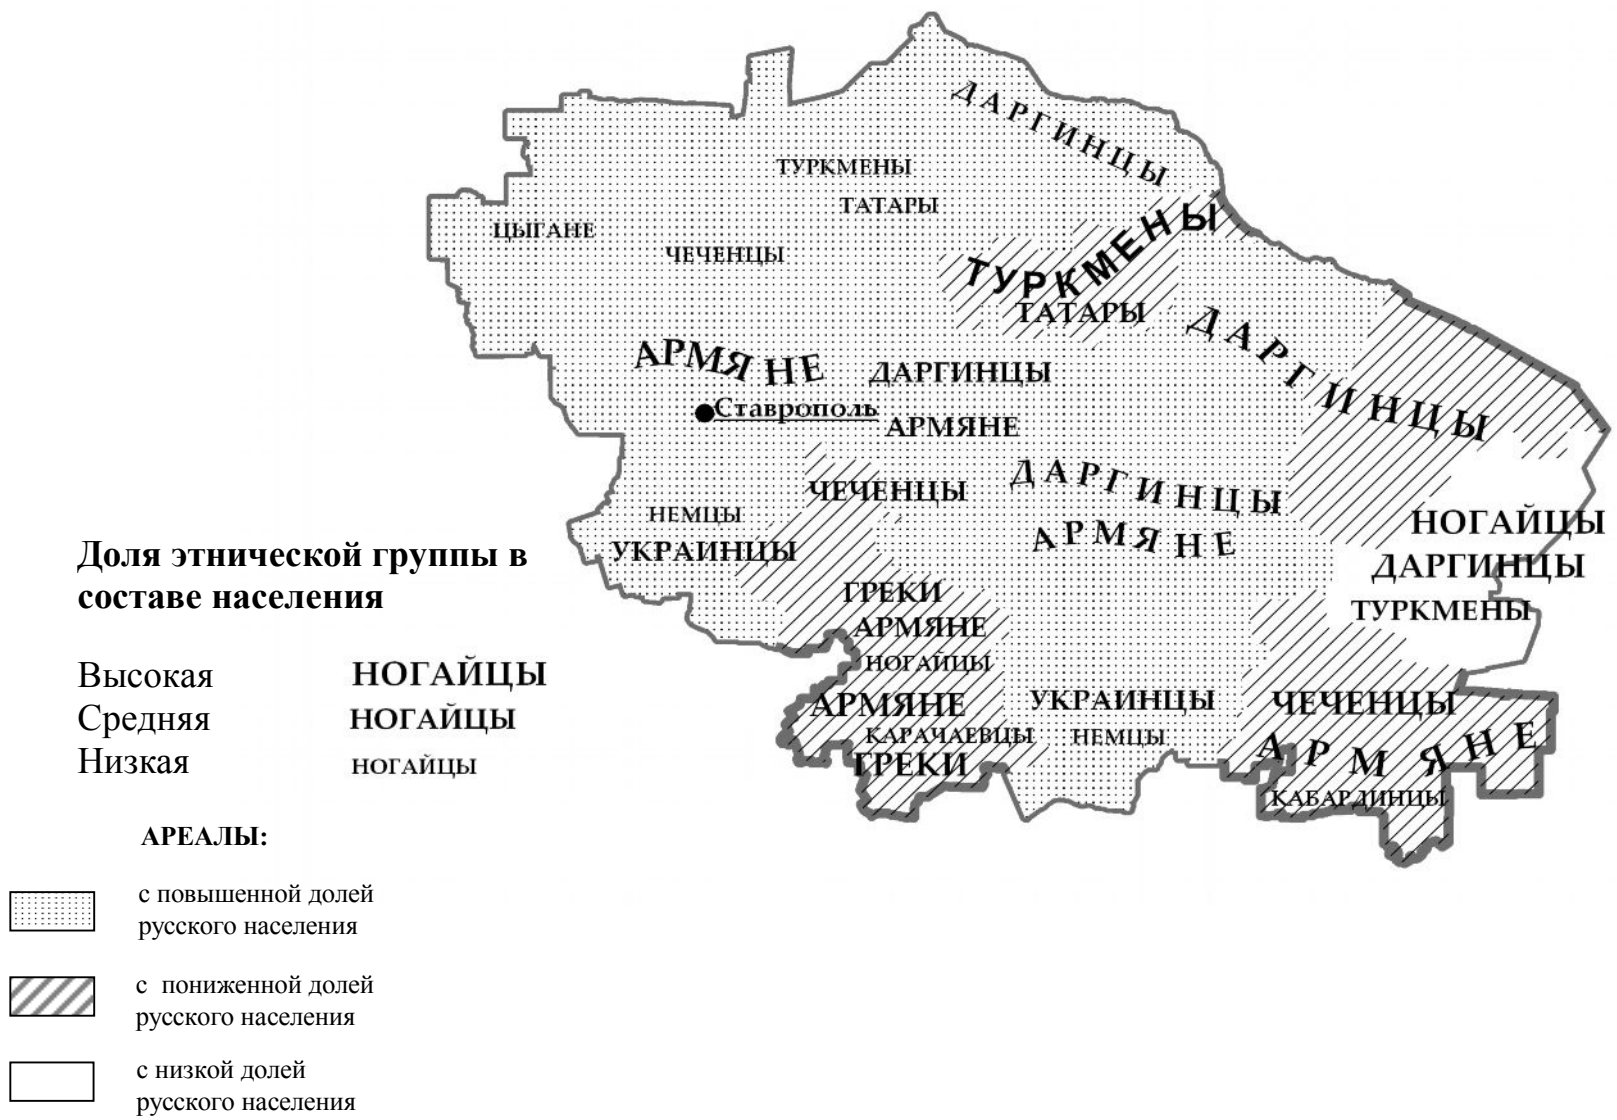 ДАРГИНЦЫ
ТУРКМЕНЫ
ТАТАРЫ
ЦЫГАНЕ
ЧЕЧЕНЦЫ
ТУРКМЕНЫ
ТАТАРЫ
ДАРГИНЦЫ
АРМЯНЕ
ДАРГИНЦЫ
Ставрополь
АРМЯНЕ
ДАРГИНЦЫ
ЧЕЧЕНЦЫ
АРМЯНЕ
НЕМЦЫ
УКРАИНЦЫ
НОГАЙЦЫ
ДАРГИНЦЫ
ТУРКМЕНЫ
ГРЕКИ
АРМЯНЕ
НОГАЙЦЫ
АРМЯНЕ
КАРАЧАЕВЦЫ
ГРЕКИ
УКРАИНЦЫ
НЕМЦЫ
ЧЕЧЕНЦЫ
АРМЯНЕ
КАБАРДИНЦЫ
Доля этнической группы в
составе населения
Высокая НОГАЙЦЫ
Средняя НОГАЙЦЫ
Низкая НОГАЙЦЫ
АРЕАЛЫ:
с повышенной долей
русского населения
с пониженной долей
русского населения
с низкой долей
русского населения